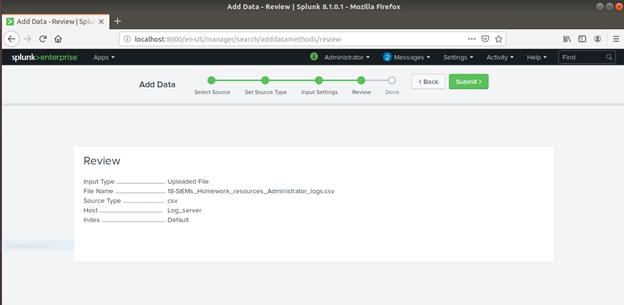 Add Data - Review | Splunk 8.1.0.1 - Mozilla Firefox
Add Data - Review | Splun
localhost:8000/en-US/manager/search/adddatamethods/review
splunk>enterprise Apps Administrator 2 Messages Settings Activity Help Find
Add Data
Select Source Set Source Type Input Settings Review Done
< Back Submit >
Review
Input Type Uploaded File
File Name 18-SIEMs_Homework_resources_Administrator_logs.csv
Source Type csv
Host Log_server
Index Default
Rectangular Snip